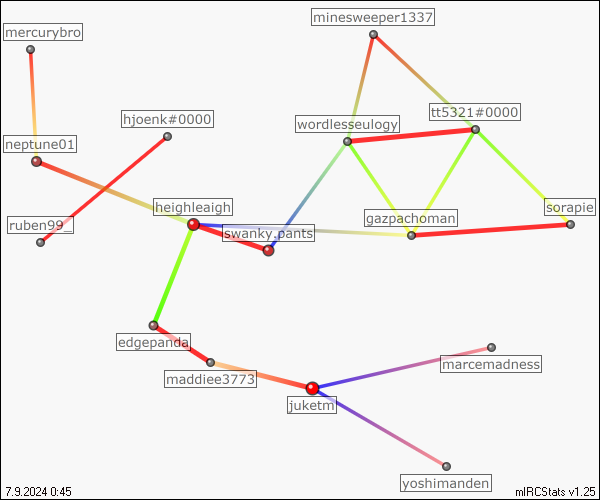 minesweeper1337
mercurybro
tt5321#0000
hjoenk#0000
wordlesseulogy
neptune01
heighleaigh
sorapie
gazpachoman
ruben99_
swanky.pants
edgepanda
marcemadness
maddiee3773
juketm
yoshimanden
7.9.2024 0:45
mIRCStats v1.25